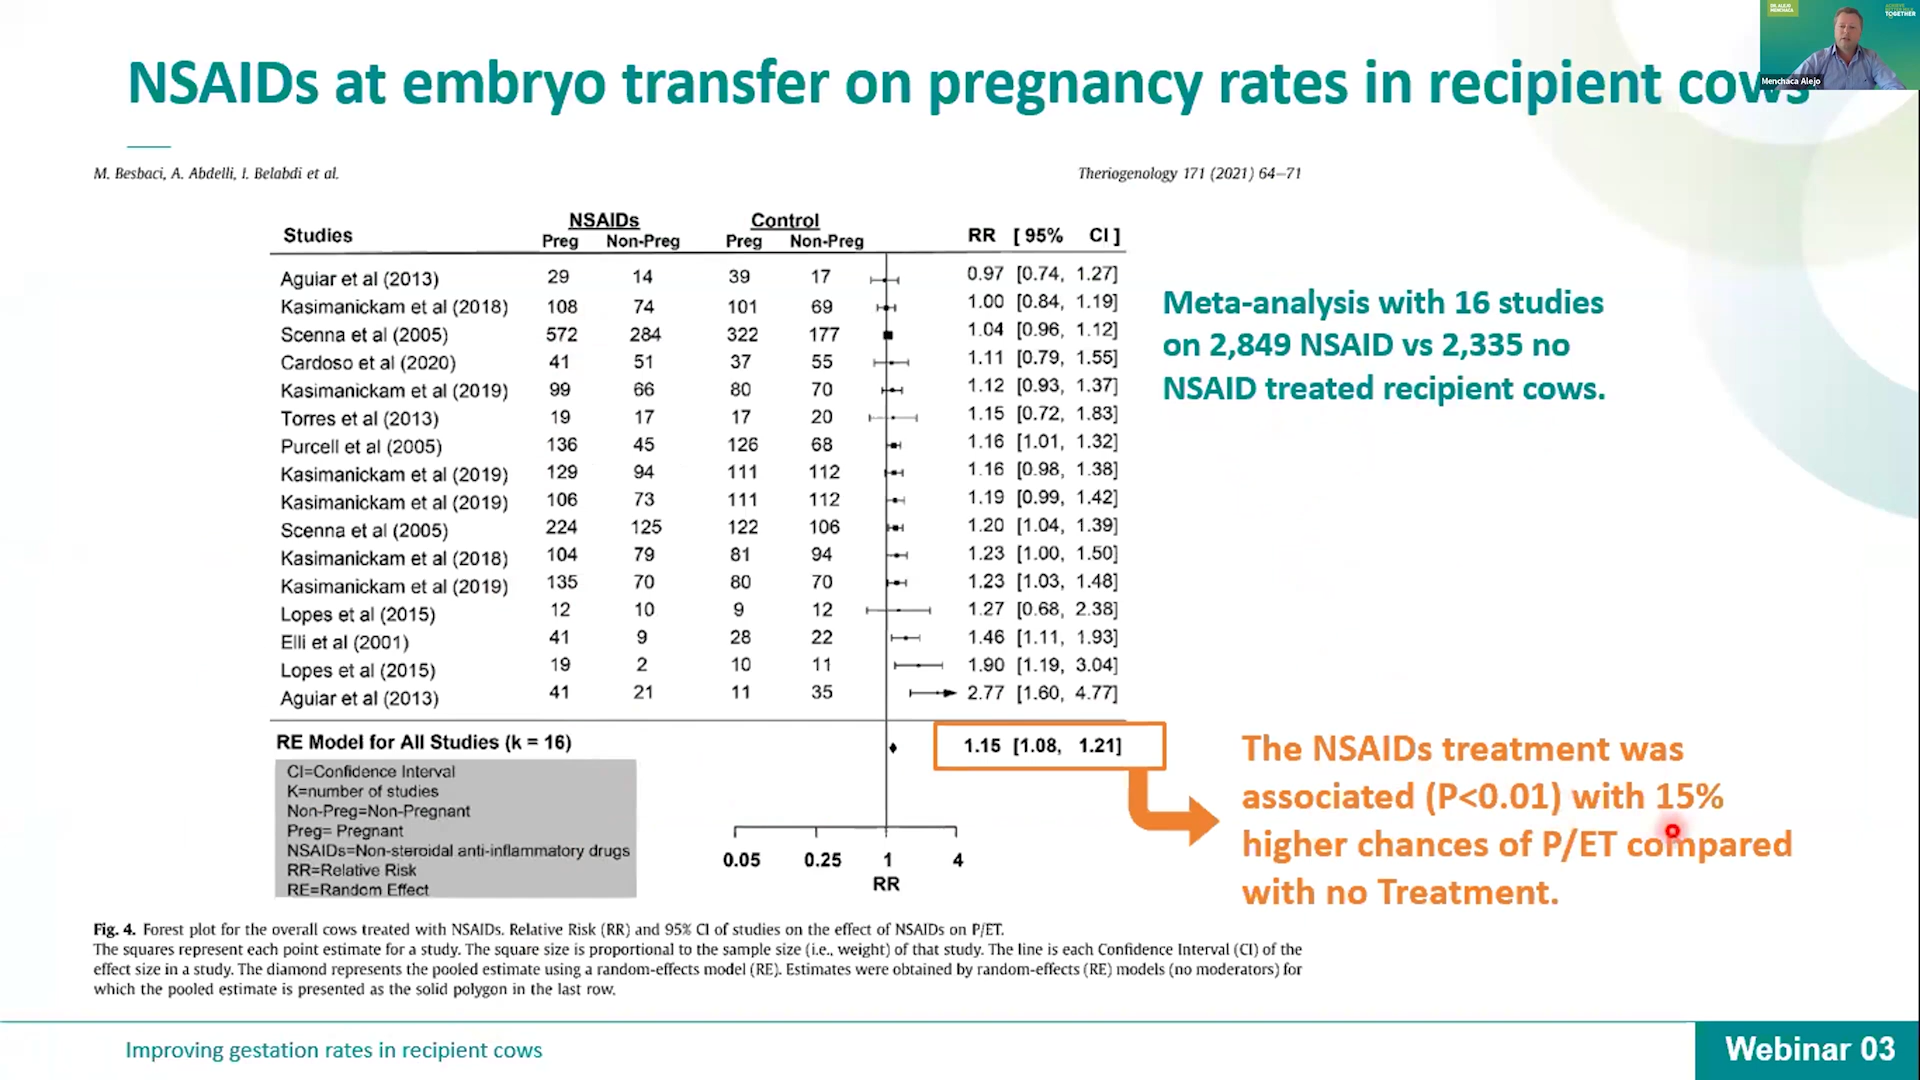 NSAIDs at embryo transfer on pregnancy rates in recipient cows
DR. ALEJO
MENCHACA
TOGETHER
Menchaca Alejo
M. Besbaci, A. Abdelli, I. Belabdi et al.
Theriogenology 171 (2021) 64–71
NSAIDs Control
Studies Preg Non-Preg Preg Non-Preg RR [ 95% CI ]
Aguiar et al (2013) 29 14 39 17 0.97 [0.74, 1.27]
Kasimanickam et al (2018) 108 74 101 69 1.00 [0.84, 1.19]
Scenna et al (2005) 572 284 322 177 1.04 [0.96, 1.12]
Cardoso et al (2020) 41 51 37 55 1.11 [0.79, 1.55]
Kasimanickam et al (2019) 99 66 80 70 1.12 [0.93, 1.37]
Torres et al (2013) 19 17 17 20 1.15 [0.72, 1.83]
Purcell et al (2005) 136 45 126 68 1.16 [1.01, 1.32]
Kasimanickam et al (2019) 129 94 111 112 1.16 [0.98, 1.38]
Kasimanickam et al (2019) 106 73 111 112 1.19 [0.99, 1.42]
Scenna et al (2005) 224 125 122 106 1.20 [1.04, 1.39]
Kasimanickam et al (2018) 104 79 81 94 1.23 [1.00, 1.50]
Kasimanickam et al (2019) 135 70 80 70 1.23 [1.03, 1.48]
Lopes et al (2015) 12 10 9 12 1.27 [0.68, 2.38]
Elli et al (2001) 41 9 28 22 1.46 [1.11, 1.93]
Lopes et al (2015) 19 2 10 11 1.90 [1.19, 3.04]
Aguiar et al (2013) 41 21 11 35 2.77 [1.60, 4.77]
RE Model for All Studies (k = 16) 1.15 [1.08, 1.21]
CI=Confidence Interval
K=number of studies
Non-Preg=Non-Pregnant
Preg= Pregnant
NSAIDs=Non-steroidal anti-inflammatory drugs
RR=Relative Risk
RE=Random Effect
0.05 0.25 1 4
RR
Meta-analysis with 16 studies
on 2,849 NSAID vs 2,335 no
NSAID treated recipient cows.
The NSAIDs treatment was
associated (P<0.01) with 15%
higher chances of P/ET compared
with no Treatment.
Fig. 4. Forest plot for the overall cows treated with NSAIDs. Relative Risk (RR) and 95% CI of studies on the effect of NSAIDs on P/ET.
The squares represent each point estimate for a study. The square size is proportional to the sample size (i.e., weight) of that study. The line is each Confidence Interval (CI) of the
effect size in a study. The diamond represents the pooled estimate using a random-effects model (RE). Estimates were obtained by random-effects (RE) models (no moderators) for
which the pooled estimate is presented as the solid polygon in the last row.
Improving gestation rates in recipient cows
Webinar 03